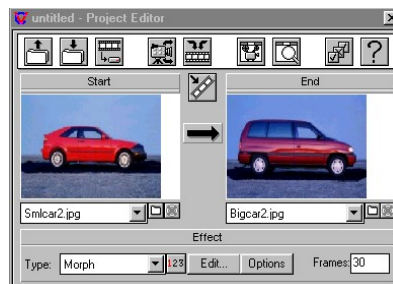 untitled - Project Editor
Start
End
Smlcar2.jpg
Bigcar2.jpg
Effect
Type: Morph 123 Edit... Options Frames: 30